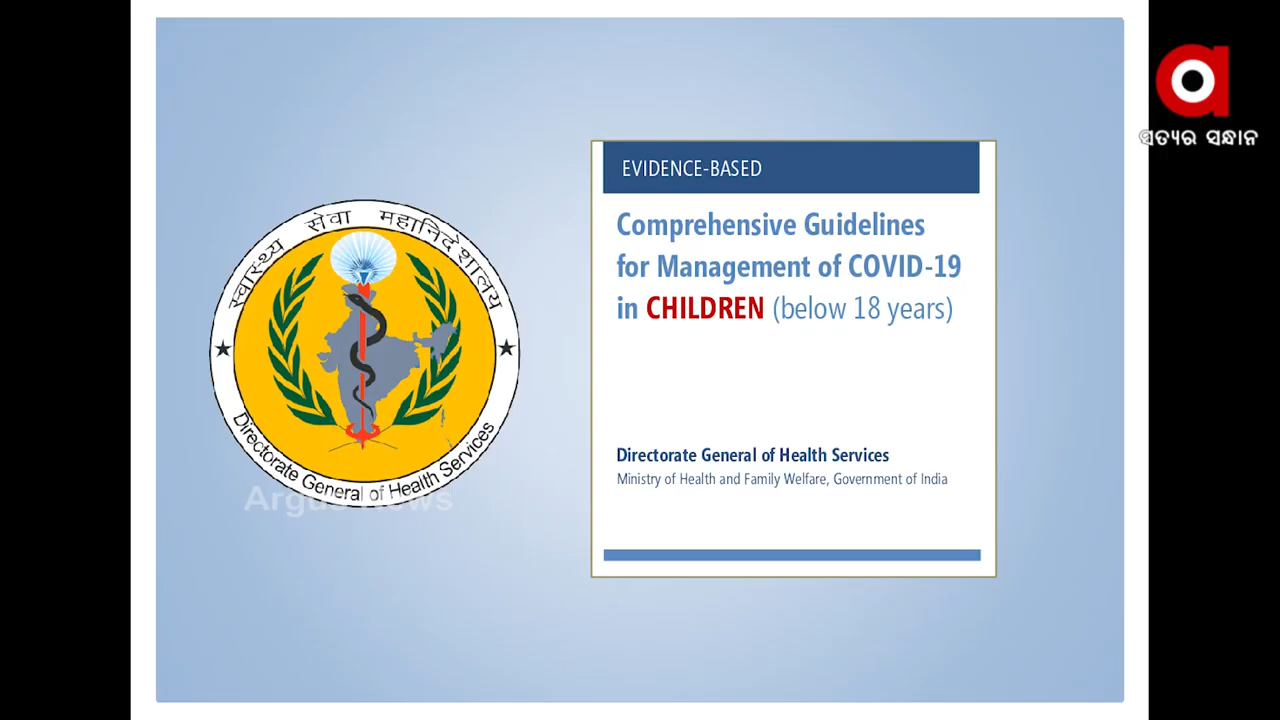 स्वास्थ्य सेवा महानिदेशालय
Directorate General of Health Services
Argus News
EVIDENCE-BASED
Comprehensive Guidelines
for Management of COVID-19
in CHILDREN (below 18 years)
Directorate General of Health Services
Ministry of Health and Family Welfare, Government of India
a
ସତ୍ୟର ସନ୍ଧାନ